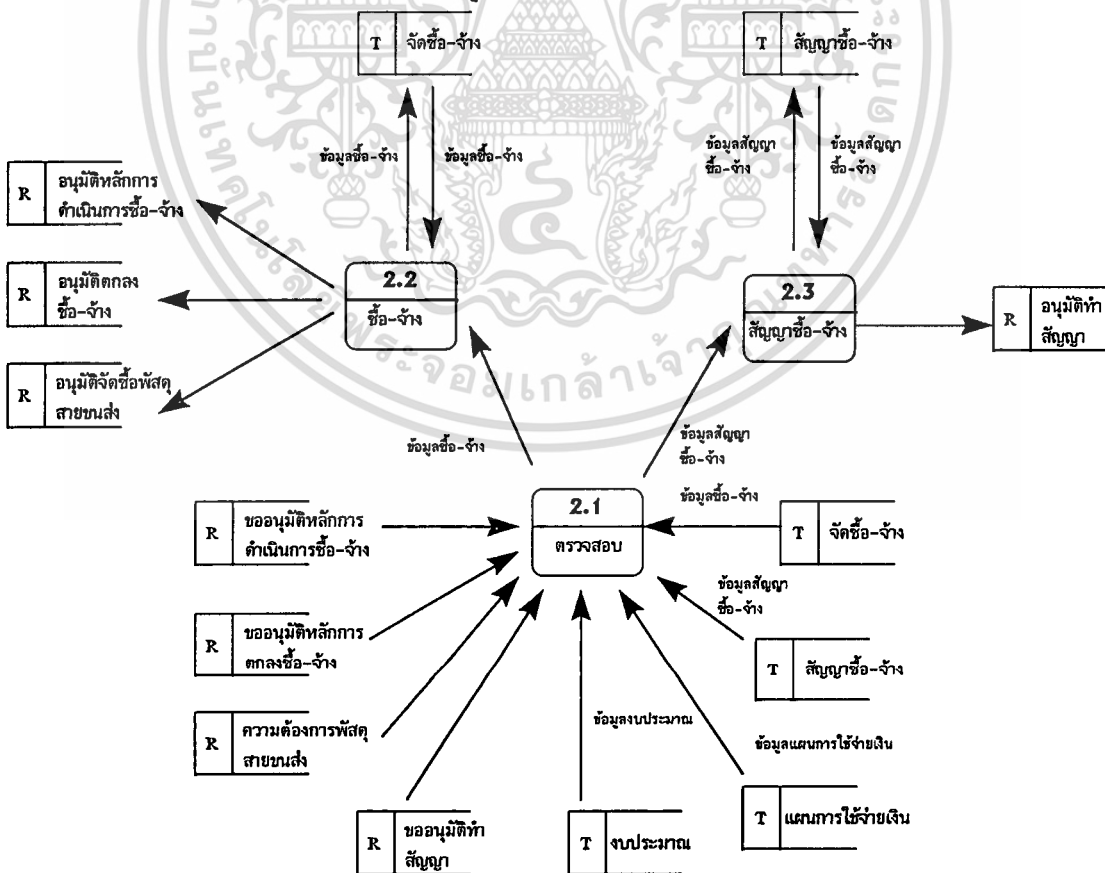 T จัดซื้อ-จ้าง
T สัญญาซื้อ-จ้าง
ข้อมูลซื้อ-จ้าง
ข้อมูลซื้อ-จ้าง
ข้อมูลสัญญา
ซื้อ-จ้าง
ข้อมูลสัญญา
ซื้อ-จ้าง
R อนุมัติหลักการ
ดำเนินการซื้อ-จ้าง
R อนุมัติตกลง
ซื้อ-จ้าง
R อนุมัติจัดซื้อพัสดุ
สายขนส่ง
2.2
ซื้อ-จ้าง
2.3
สัญญาซื้อ-จ้าง
R อนุมัติทำ
สัญญา
พระจอมเกล้าเจ้า
ข้อมูลซื้อ-จ้าง
ข้อมูลสัญญา
ซื้อ-จ้าง
2.1
ตรวจสอบ
ข้อมูลซื้อ-จ้าง
R ขออนุมัติหลักการ
ดำเนินการซื้อ-จ้าง
T จัดซื้อ-จ้าง
ข้อมูลสัญญา
ซื้อ-จ้าง
R ขออนุมัติหลักการ
ตกลงซื้อ-จ้าง
T สัญญาซื้อ-จ้าง
R ความต้องการพัสดุ
สายขนส่ง
ข้อมูลงบประมาณ
ข้อมูลแผนการใช้จ่ายเงิน
R ขออนุมัติทำ
สัญญา
T งบประมาณ
T แผนการใช้จ่ายเงิน